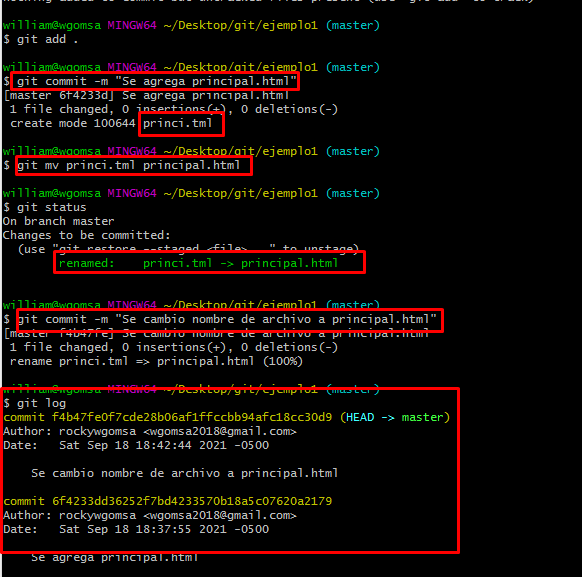 william@wgomsa MINGW64 ~/Desktop/git/ejemplo1 (master)
$ git add .
william@wgomsa MINGW64 ~/Desktop/git/ejemplo1 (master)
$ git commit -m "Se agrega principal.html"
[master 6f4233d] Se agrega principal.html
1 file changed, 0 insertions(+), 0 deletions(-)
create mode 100644 princi.tml
william@wgomsa MINGW64 ~/Desktop/git/ejemplo1 (master)
$ git mv princi.tml principal.html
william@wgomsa MINGW64 ~/Desktop/git/ejemplo1 (master)
$ git status
On branch master
Changes to be committed:
(use "git restore --staged <file>..." to unstage)
renamed: princi.tml -> principal.html
william@wgomsa MINGW64 ~/Desktop/git/ejemplo1 (master)
$ git commit -m "Se cambio nombre de archivo a principal.html"
[master f4b47fe] Se cambio nombre de archivo a principal.html
1 file changed, 0 insertions(+), 0 deletions(-)
rename princi.tml => principal.html (100%)
william@wgomsa MINGW64 ~/Desktop/git/ejemplo1 (master)
$ git log
commit f4b47fe0f7cde28b06af1ffccbb94afc18cc30d9 (HEAD -> master)
Author: rockywgomsa <wgomsa2018@gmail.com>
Date: Sat Sep 18 18:42:44 2021 -0500
Se cambio nombre de archivo a principal.html
commit 6f4233dd36252f7bd4233570b18a5c07620a2179
Author: rockywgomsa <wgomsa2018@gmail.com>
Date: Sat Sep 18 18:37:55 2021 -0500
Se agrega principal.html